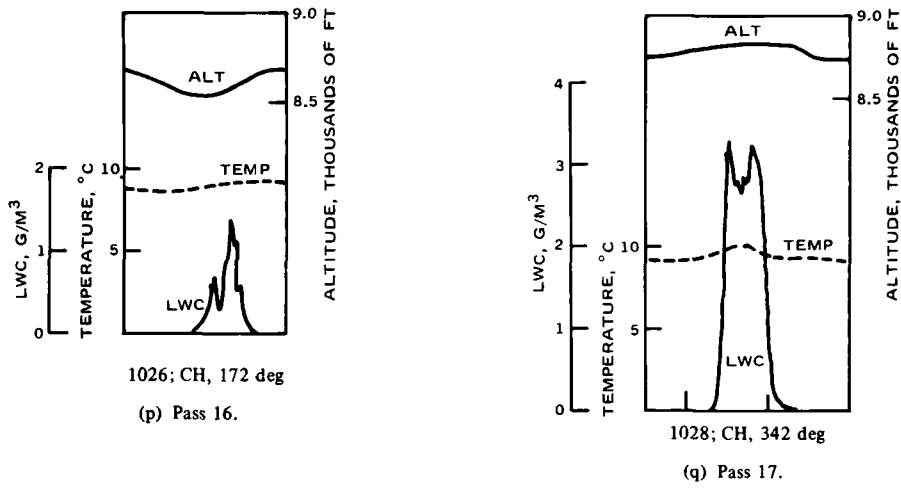 9.0
8.5
ALTITUDE, THOUSANDS OF FT
ALT
TEMP
LWC
LWC, G/M³
2
1
0
TEMPERATURE, °C
10
5
1026; CH, 172 deg
(p) Pass 16.
9.0
8.5
ALTITUDE, THOUSANDS OF FT
ALT
TEMP
LWC
LWC, G/M³
4
3
2
1
0
TEMPERATURE, °C
10
5
1028; CH, 342 deg
(q) Pass 17.